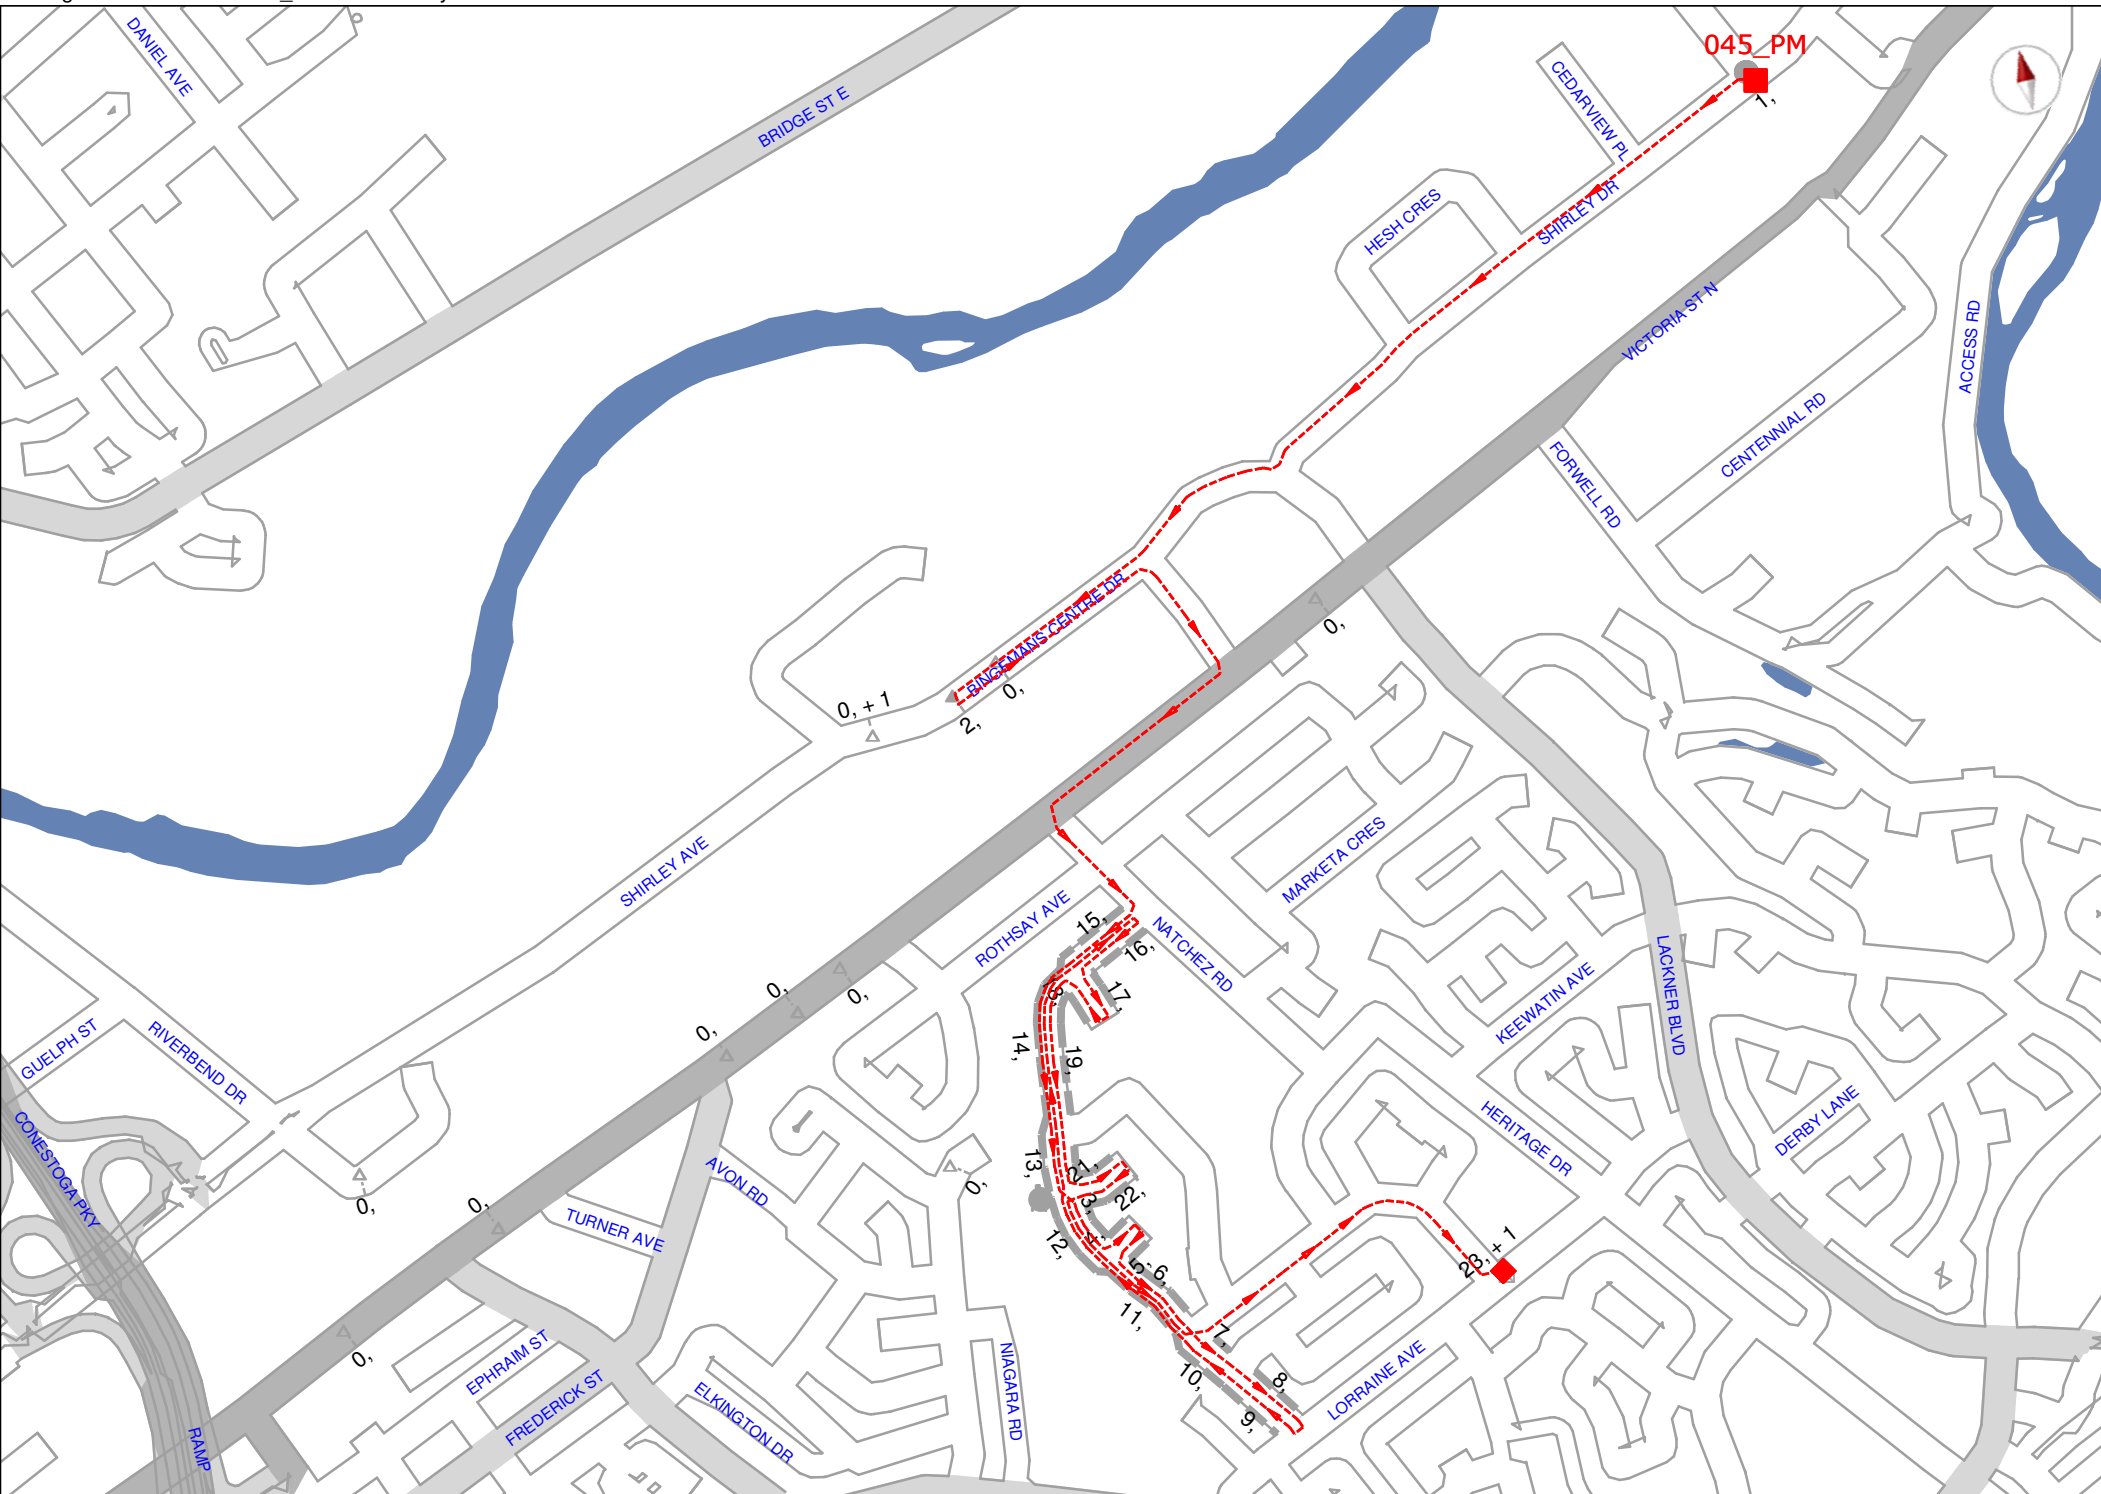 045_PM
1,
DANIEL AVE
BRIDGE ST E
CEDARVIEW PL
HESH CRES
SHIRLEY DR
VICTORIA ST N
ACCESS RD
CENTENNIAL RD
FORWELL RD
BINGEMANS CENTRE DR
0,
0,
2,
0, + 1
SHIRLEY AVE
MARKETA CRES
ROTHSAY AVE
15,
16,
NATCHEZ RD
17,
LACKNER BLVD
KEEWATIN AVE
0,
0,
0,
14,
19,
GUELPH ST
RIVERBEND DR
CONESTOGA PKY
HERITAGE DR
DERBY LANE
13,
21,
22,
3,
AVON RD
0,
0,
0,
TURNER AVE
12,
4,
5,
6,
23, + 1
11,
7,
10,
8,
9,
LORRAINE AVE
0,
EPHRAIM ST
FREDERICK ST
ELKINGTON DR
NIAGARA RD
RAMP